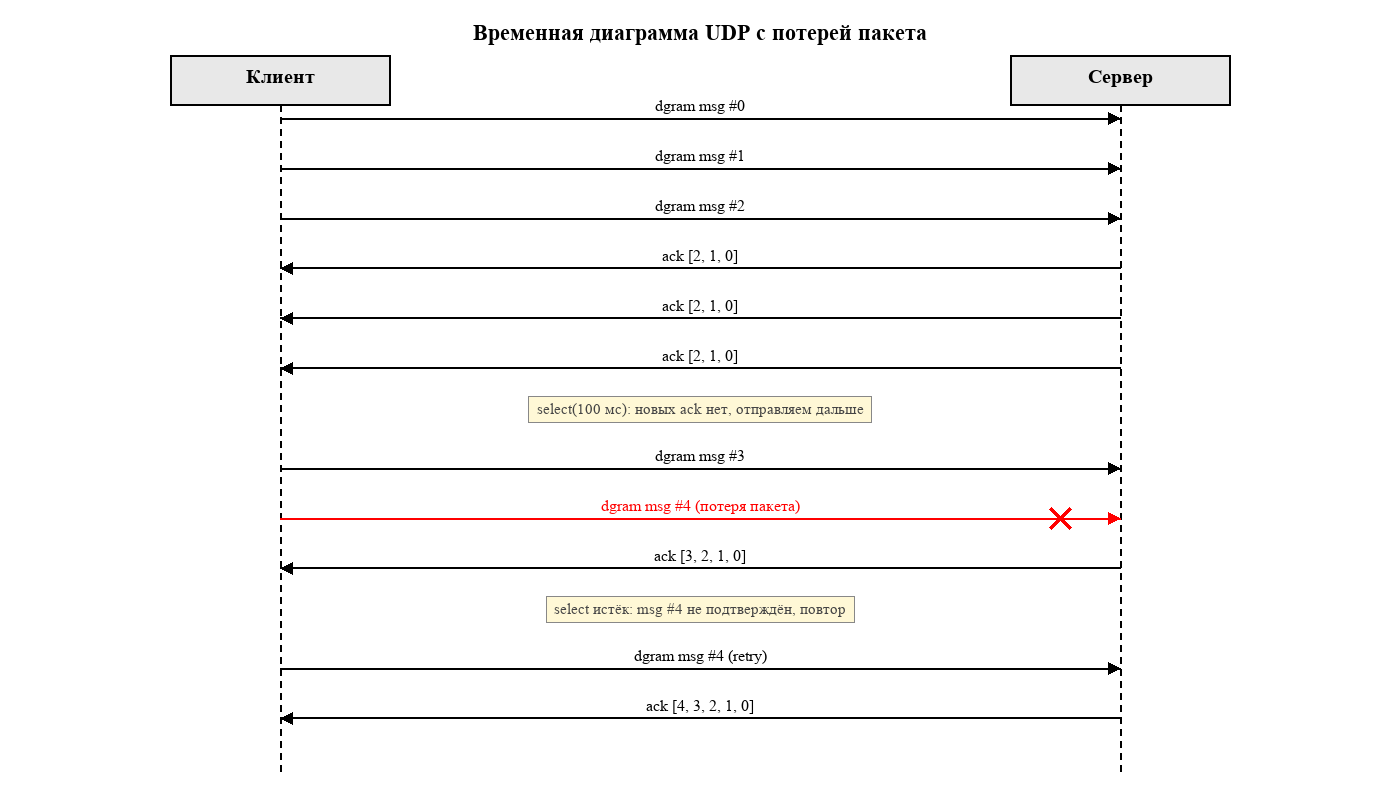 Временная диаграмма UDP с потерей пакета
Клиент
Сервер
dgram msg #0
dgram msg #1
dgram msg #2
ack [2, 1, 0]
ack [2, 1, 0]
ack [2, 1, 0]
select(100 мс): новых ack нет, отправляем дальше
dgram msg #3
dgram msg #4 (потеря пакета)
ack [3, 2, 1, 0]
select истёк: msg #4 не подтверждён, повтор
dgram msg #4 (retry)
ack [4, 3, 2, 1, 0]